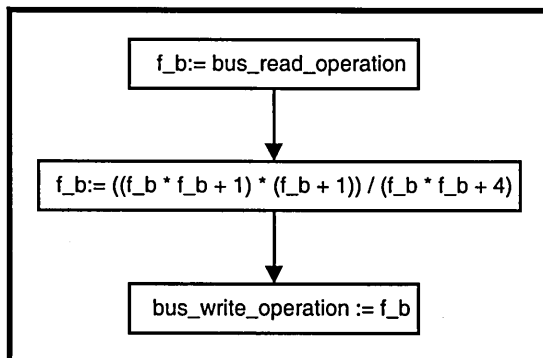 f_b:= bus_read_operation
f_b:= ((f_b * f_b + 1) * (f_b + 1)) / (f_b * f_b + 4)
bus_write_operation := f_b